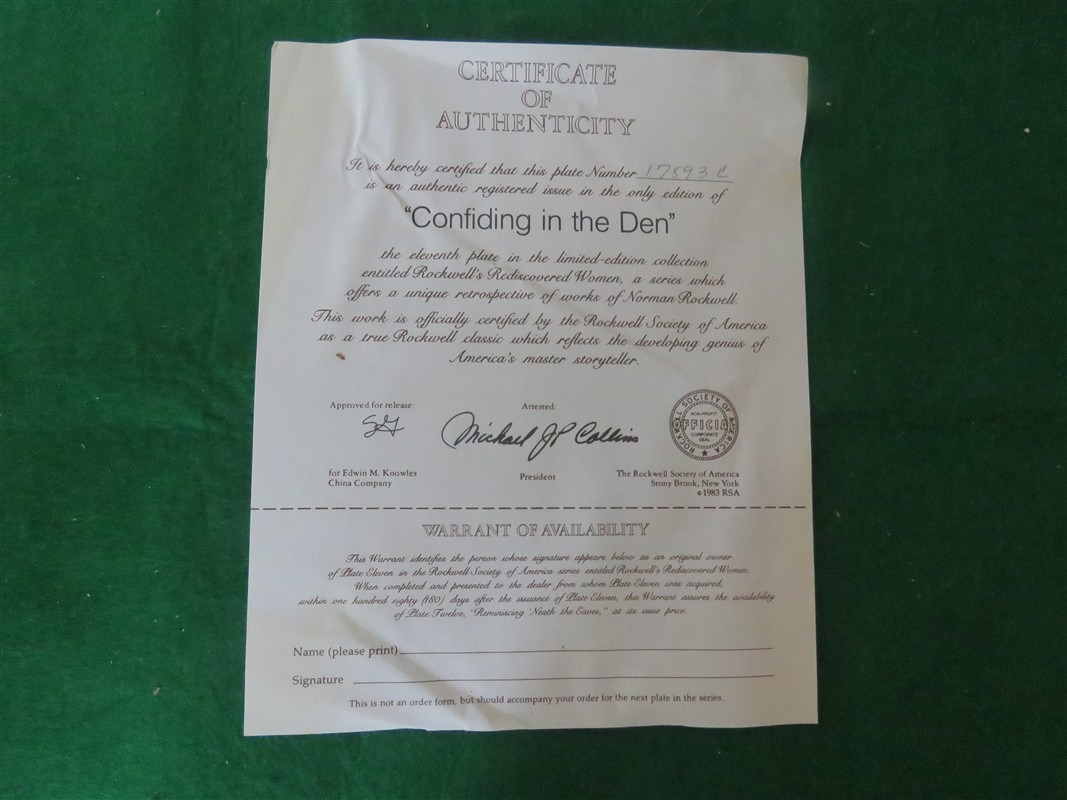 CERTIFICATE
OF
AUTHENTICITY
It is hereby certified that this plate Number 17893 C
is an authentic registered issue in the only edition of
"Confiding in the Den"
the eleventh plate in the limited-edition collection
entitled Rockwell's Rediscovered Women, a series which
offers a unique retrospective of works of Norman Rockwell.
This work is officially certified by the Rockwell Society of America
as a true Rockwell classic which reflects the developing genius of
America's master storyteller.
Approved for release:
Attested:
Michael JP Collins
ROCKWELL SOCIETY OF AMERICA
NON-PROFIT
OFFICIAL
CORPORATE
SEAL
for Edwin M. Knowles
China Company
President
The Rockwell Society of America
Stony Brook, New York
©1983 RSA
WARRANT OF AVAILABILITY
This Warrant identifies the person whose signature appears below as an original owner
of Plate Eleven in the Rockwell Society of America series entitled Rockwell's Rediscovered Women.
When completed and presented to the dealer from whom Plate Eleven was acquired,
within one hundred eighty (180) days after the issuance of Plate Eleven, this Warrant assures the availability
of Plate Twelve, "Reminiscing 'Neath the Eaves," at its issue price.
Name (please print)
Signature
This is not an order form, but should accompany your order for the next plate in the series.